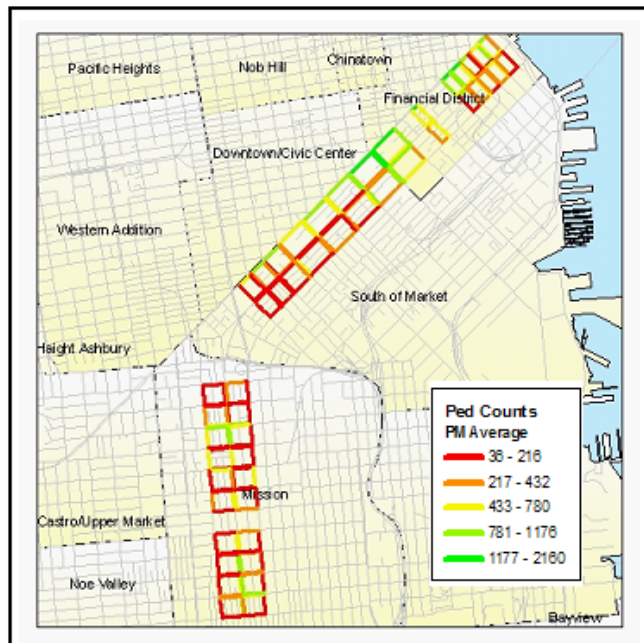 Chinatown
Pacific Heights
Nob Hill
Financial District
Downtown/Civic Center
Western Addition
South of Market
Haight Ashbury
Ped Counts
PM Average
36 - 216
217 - 432
433 - 780
781 - 1176
1177 - 2160
Mission
Castro/Upper Market
Noe Valley
Bayview